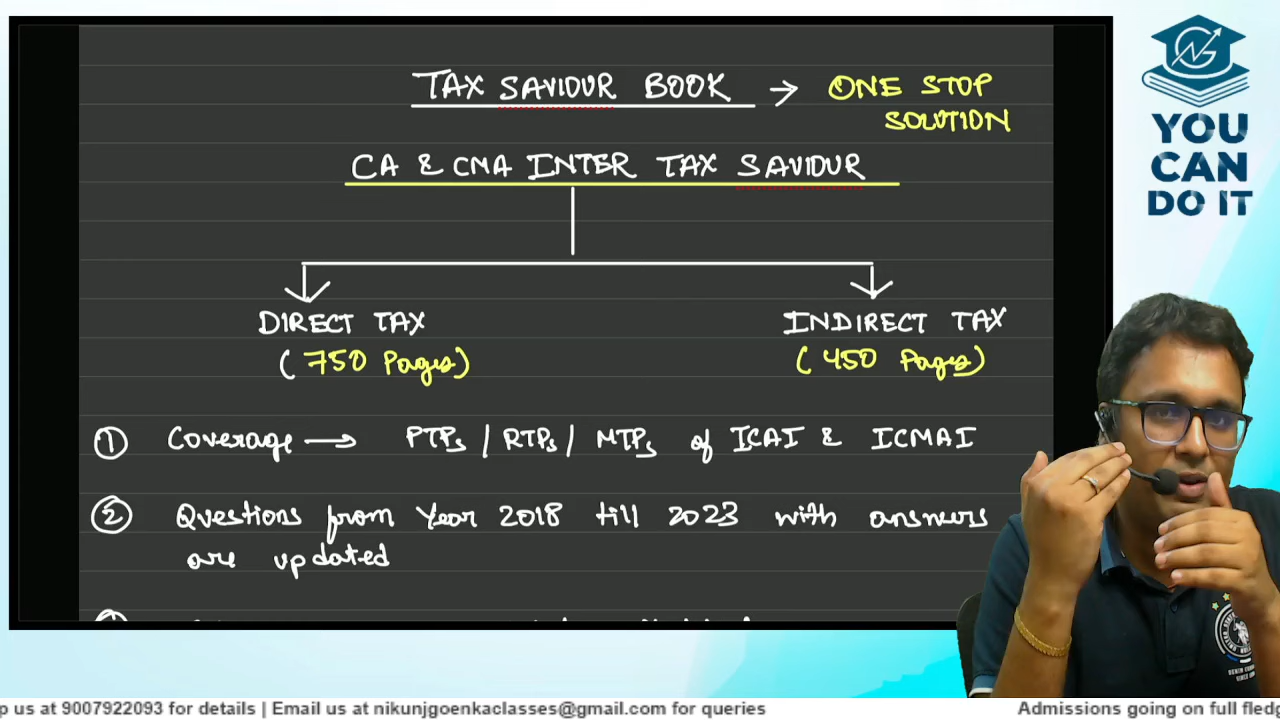 TAX SAVIOUR BOOK → ONE STOP
SOLUTION
CA & CMA INTER TAX SAVIOUR
DIRECT TAX
(750 Pages)
INDIRECT TAX
(450 Pages)
① Coverage → PTPs / RTPs / MTPs of ICAI & ICMAI
② Questions from Year 2018 till 2023 with answers
are updated
YOU
CAN
DO IT
p us at 9007922093 for details | Email us at nikunjgoenkaclasses@gmail.com for queries
Admissions going on full fledg